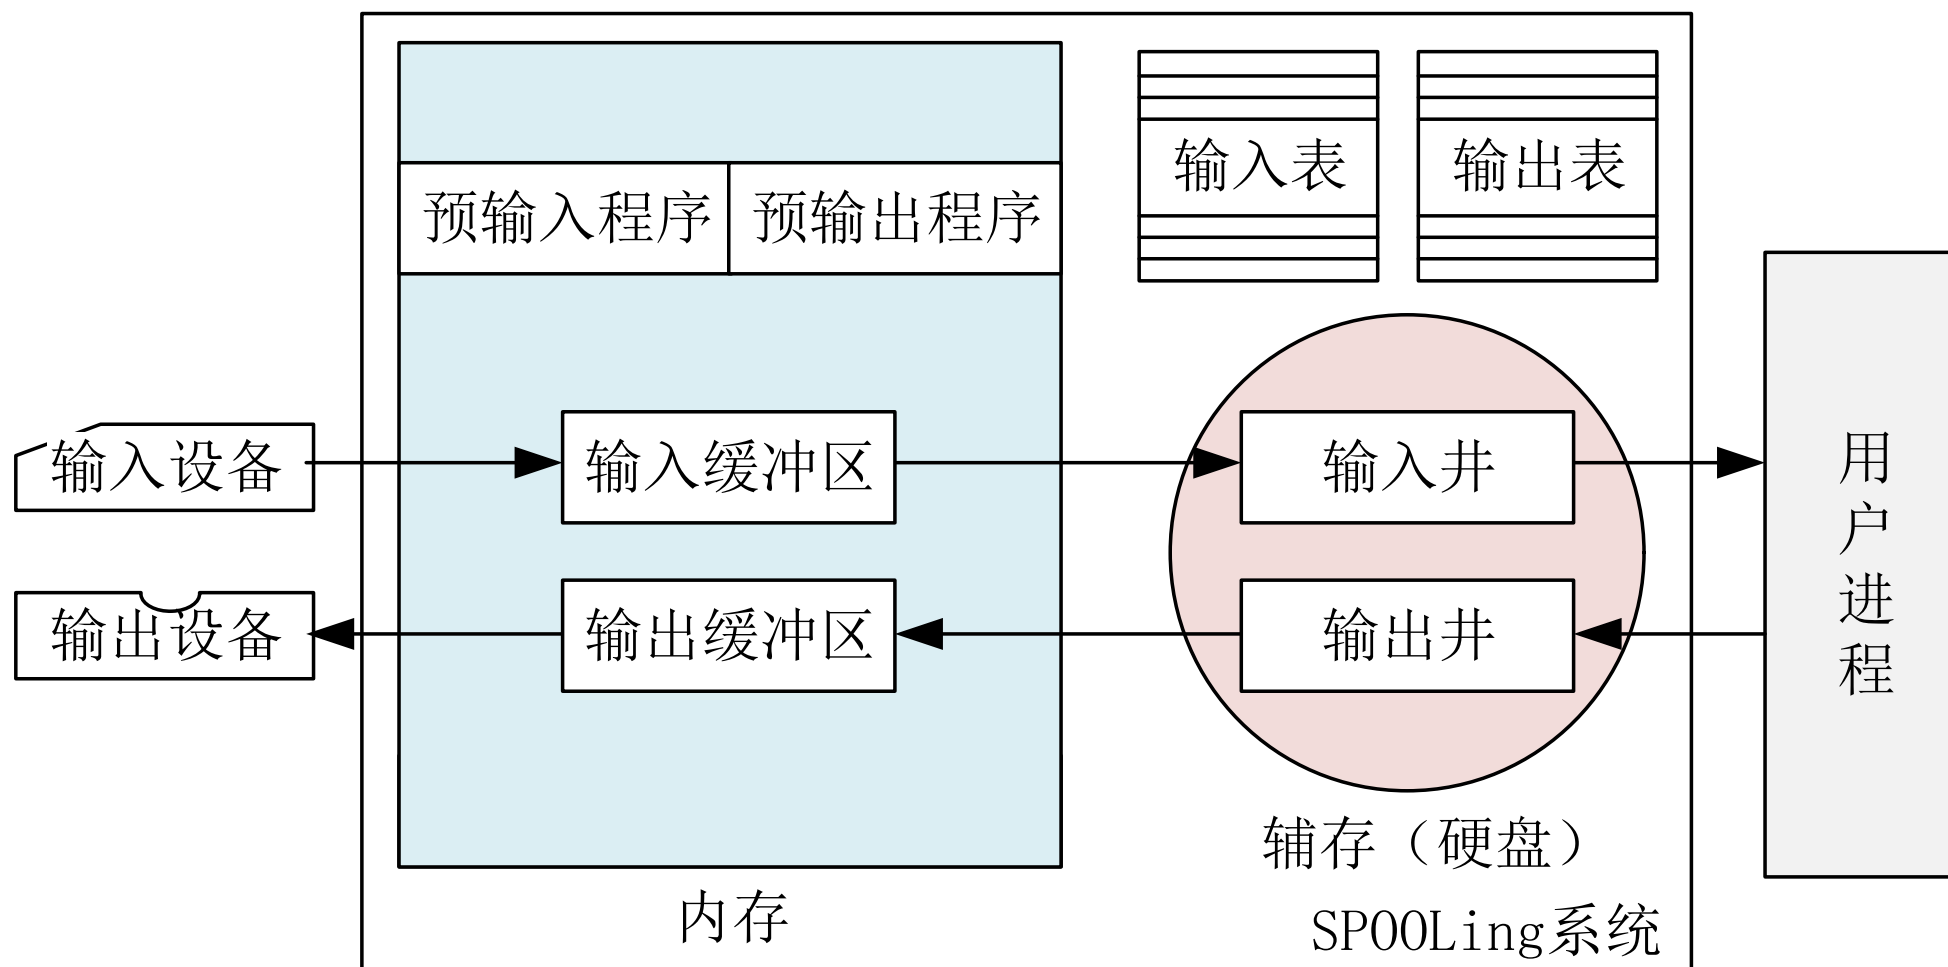 输入表
输出表
预输入程序
预输出程序
输入设备
输入缓冲区
输入井
输出设备
输出缓冲区
输出井
用户进程
辅存（硬盘）
内存
SPOOLing系统